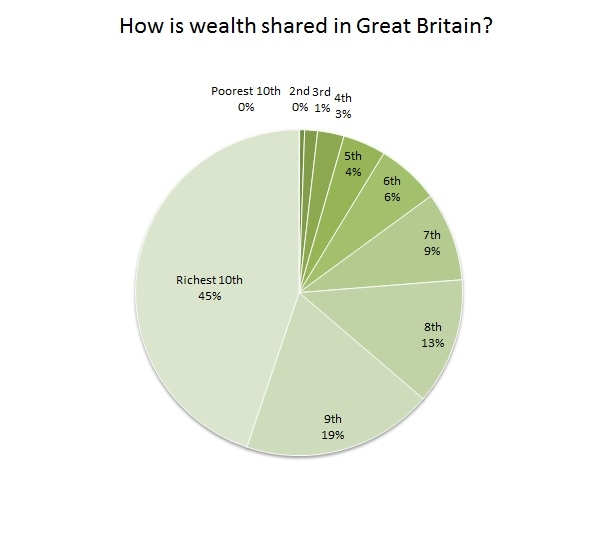 How is wealth shared in Great Britain?
Poorest 10th
0%
2nd
0%
3rd
1%
4th
3%
5th
4%
6th
6%
7th
9%
8th
13%
9th
19%
Richest 10th
45%